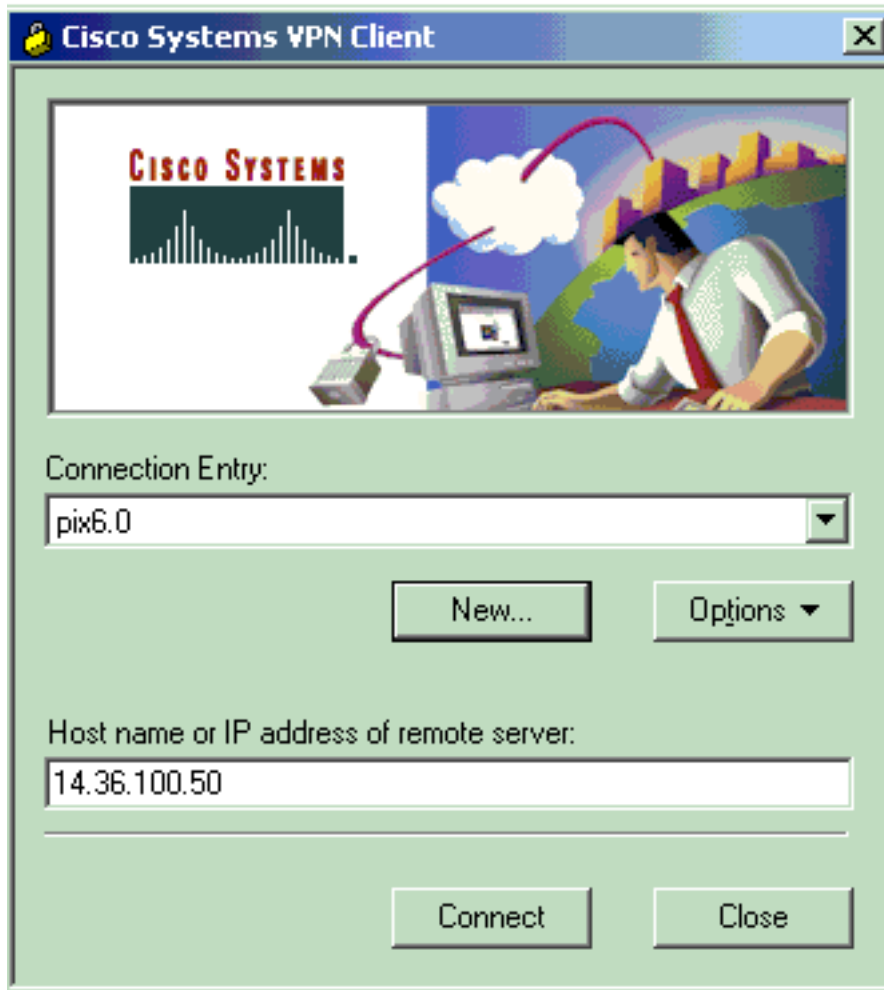 Cisco Systems VPN Client
CISCO SYSTEMS
Connection Entry:
pix6.0
New...
Options
Host name or IP address of remote server:
14.36.100.50
Connect
Close